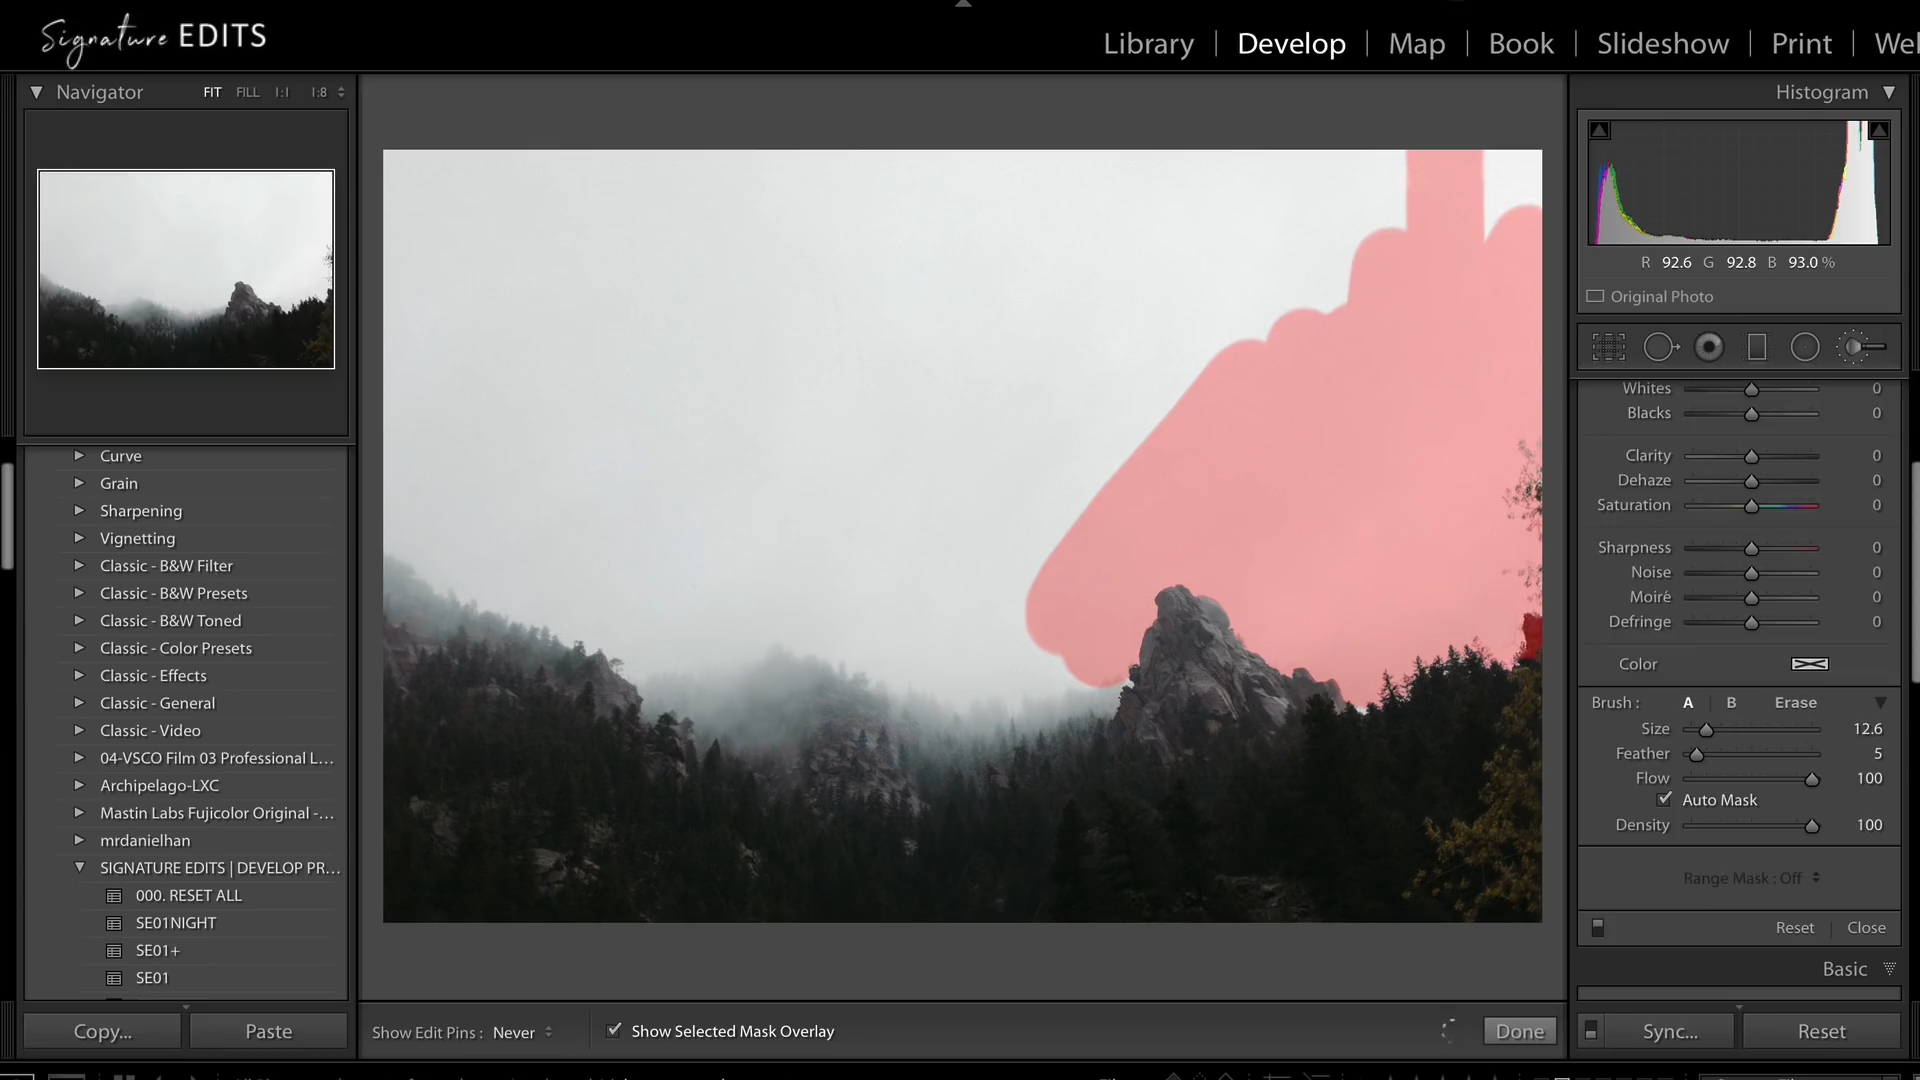 Signature EDITS
Library | Develop | Map | Book | Slideshow | Print | Wel
Navigator FIT FILL 1:1 1:8
Curve
Grain
Sharpening
Vignetting
Classic - B&W Filter
Classic - B&W Presets
Classic - B&W Toned
Classic - Color Presets
Classic - Effects
Classic - General
Classic - Video
04-VSCO Film 03 Professional L...
Archipelago-LXC
Mastin Labs Fujicolor Original -...
mrdanielhan
SIGNATURE EDITS | DEVELOP PR...
000. RESET ALL
SE01NIGHT
SE01+
SE01
Copy... Paste
Show Edit Pins : Never Show Selected Mask Overlay Done
Histogram
R 92.6 G 92.8 B 93.0 %
Original Photo
Whites 0
Blacks 0
Clarity 0
Dehaze 0
Saturation 0
Sharpness 0
Noise 0
Moiré 0
Defringe 0
Color
Brush : A | B Erase
Size 12.6
Feather 5
Flow 100
Auto Mask
Density 100
Range Mask : Off
Reset | Close
Basic
Sync... Reset